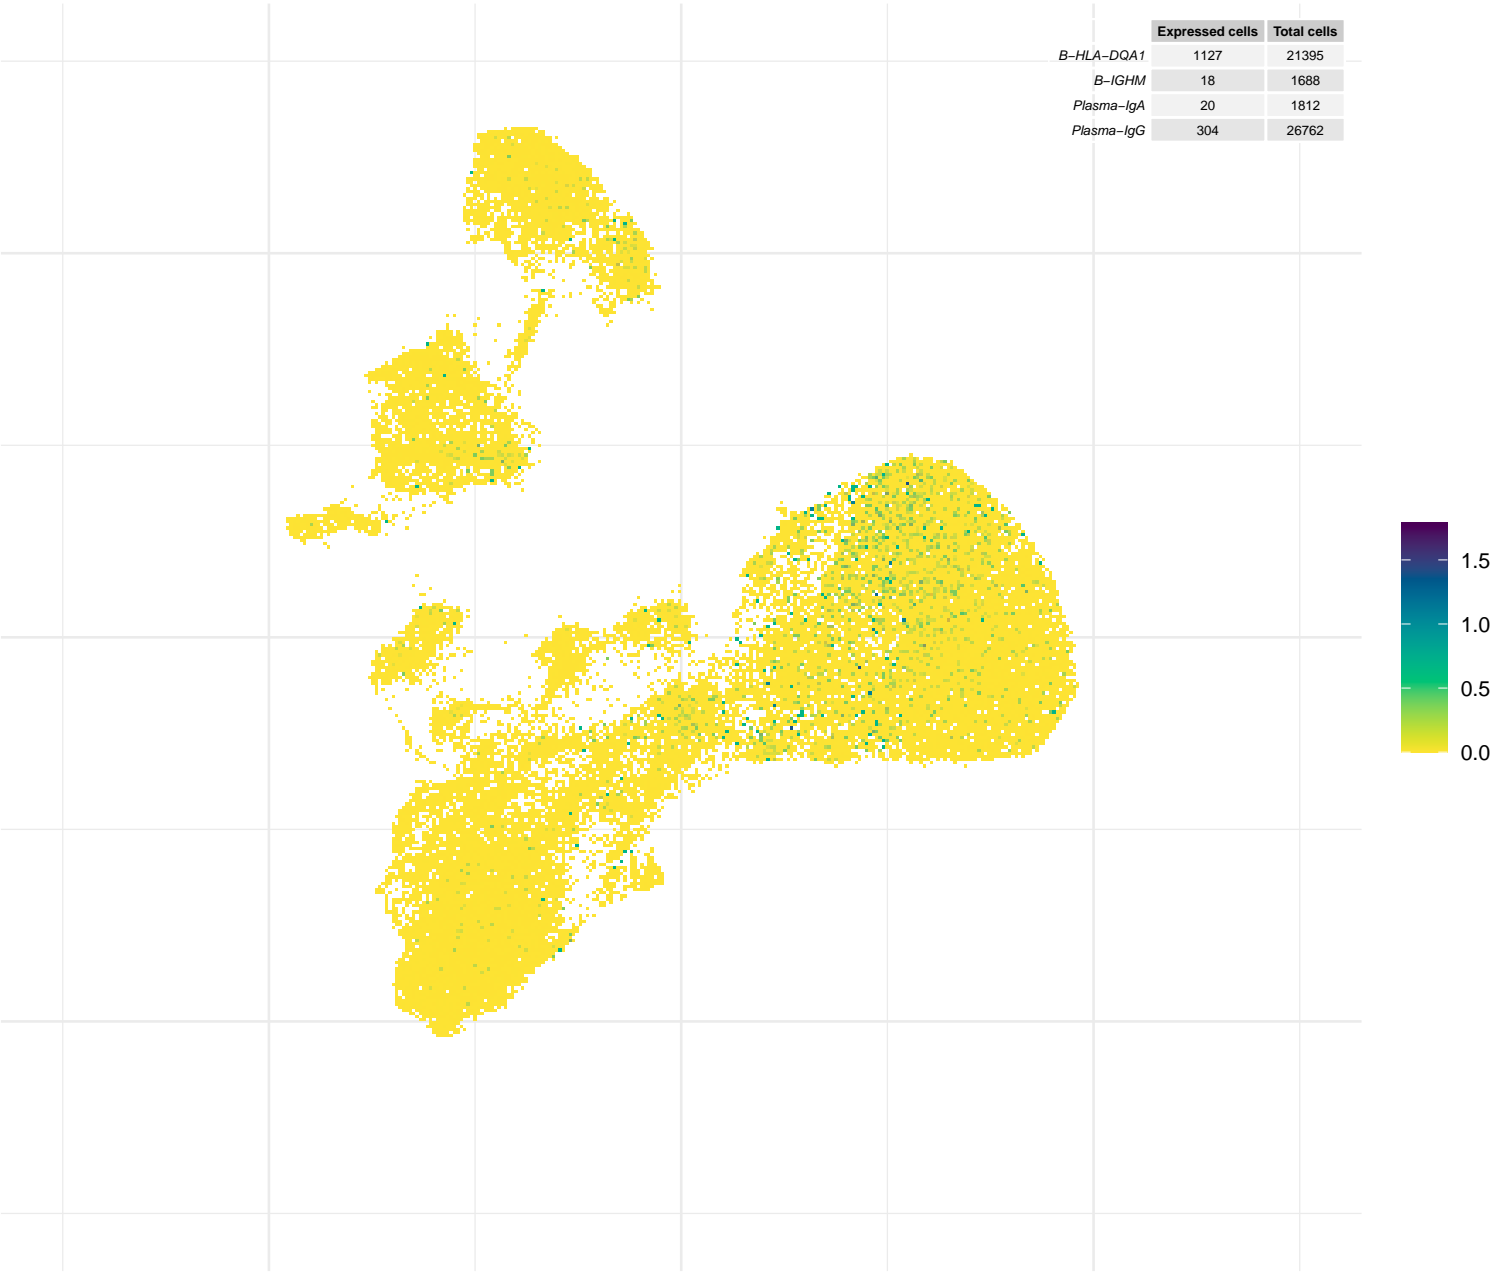 Expressed cells Total cells
B−HLA−DQA1 1127 21395
B−IGHM 18 1688
Plasma−IgA 20 1812
Plasma−IgG 304 26762
1.5
1.0
0.5
0.0